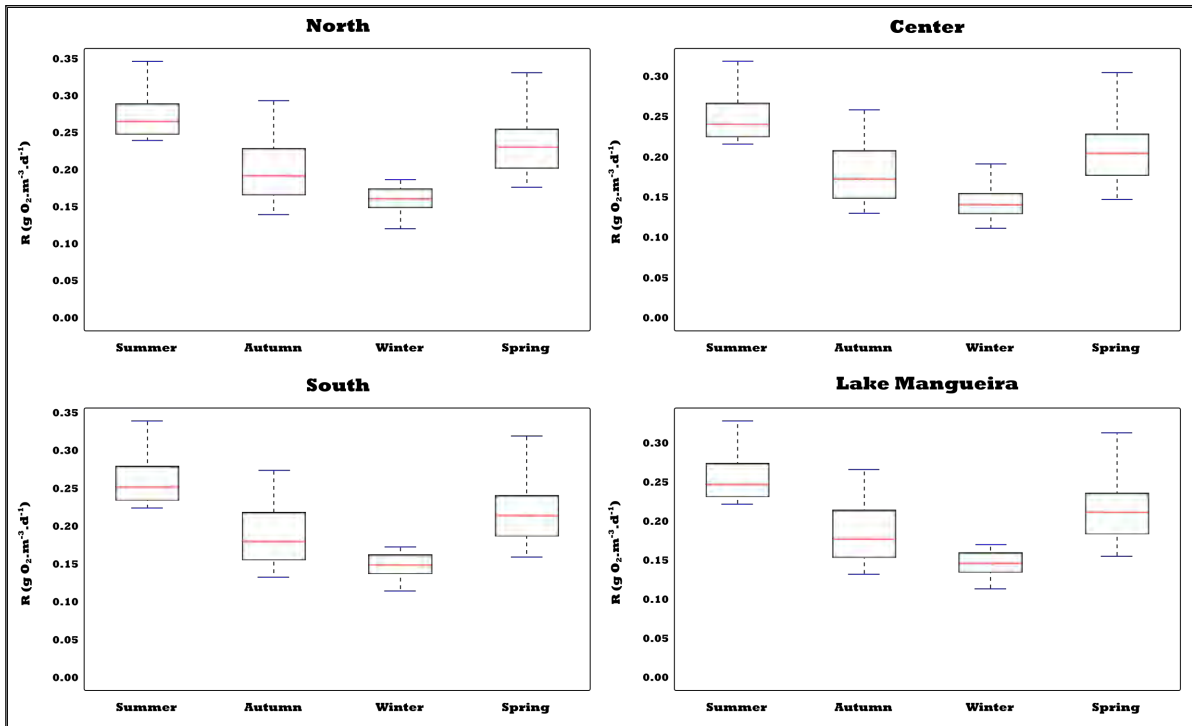 North
R (g O₂.m⁻³.d⁻¹)
0.35
0.30
0.25
0.20
0.15
0.10
0.05
0.00
Summer Autumn Winter Spring
Center
R (g O₂.m⁻³.d⁻¹)
0.30
0.25
0.20
0.15
0.10
0.05
0.00
Summer Autumn Winter Spring
South
R (g O₂.m⁻³.d⁻¹)
0.35
0.30
0.25
0.20
0.15
0.10
0.05
0.00
Summer Autumn Winter Spring
Lake Mangueira
R (g O₂.m⁻³.d⁻¹)
0.30
0.25
0.20
0.15
0.10
0.05
0.00
Summer Autumn Winter Spring